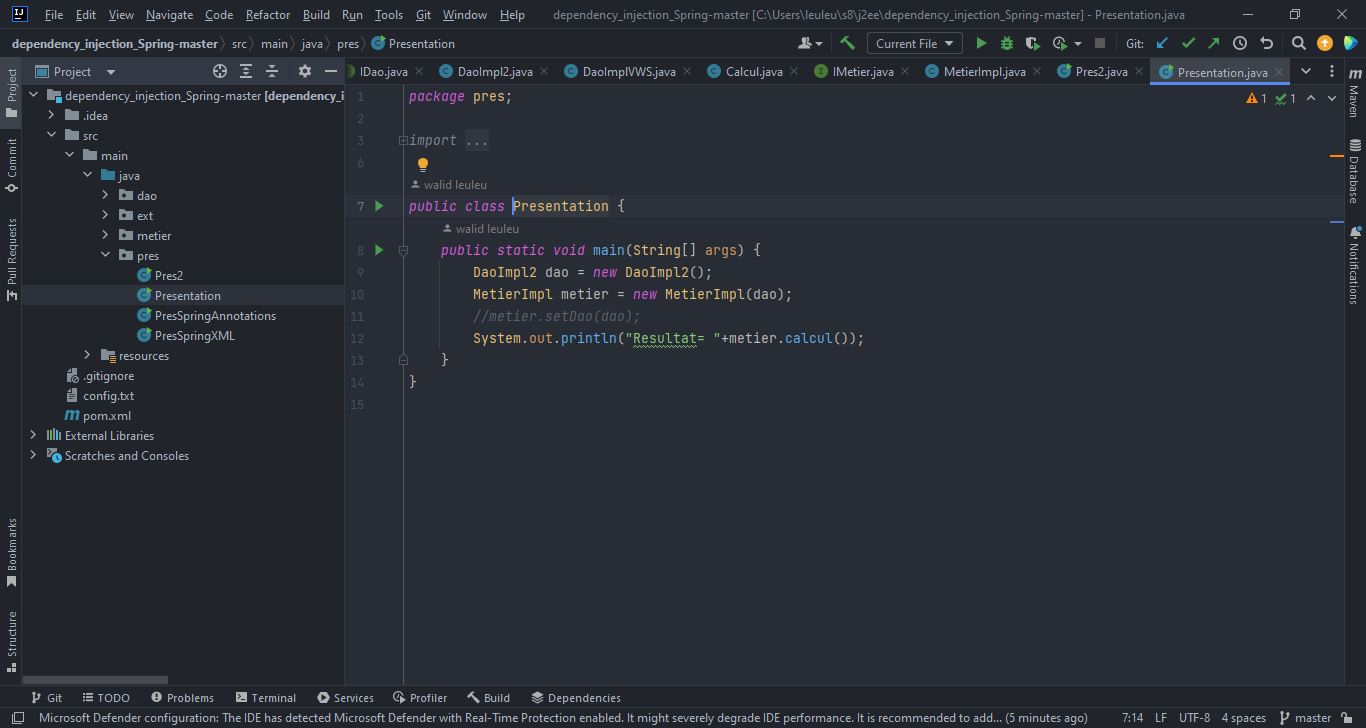 File Edit View Navigate Code Refactor Build Run Tools Git Window Help dependency_injection_Spring-master [C:\Users\leuleu\s8\j2ee\dependency_injection_Spring-master] - Presentation.java
dependency_injection_Spring-master src main java pres Presentation Current File Git:
Project IDao.java DaoImpl2.java DaoImplVWS.java Calcul.java IMetier.java MetierImpl.java Pres2.java Presentation.java
Project
Commit
Pull Requests
Bookmarks
Structure
dependency_injection_Spring-master [dependency_i
.idea
src
main
java
dao
ext
metier
pres
Pres2
Presentation
PresSpringAnnotations
PresSpringXML
resources
.gitignore
config.txt
pom.xml
External Libraries
Scratches and Consoles
1 package pres;
2
3 import ...
6
walid leuleu
7 public class Presentation {
walid leuleu
8 public static void main(String[] args) {
9 DaoImpl2 dao = new DaoImpl2();
10 MetierImpl metier = new MetierImpl(dao);
11 //metier.setDao(dao);
12 System.out.println("Resultat= "+metier.calcul());
13 }
14 }
15
1 1
m
Maven
Database
Notifications
Git TODO Problems Terminal Services Profiler Build Dependencies
Microsoft Defender configuration: The IDE has detected Microsoft Defender with Real-Time Protection enabled. It might severely degrade IDE performance. It is recommended to add... (5 minutes ago) 7:14 LF UTF-8 4 spaces master